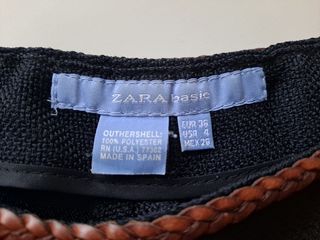 ZARA basic
OUTHERSHELL:
100% POLYESTER
RN (U.S.A.) 77302
MADE IN SPAIN
EUR 36
USA 4
MEX 26